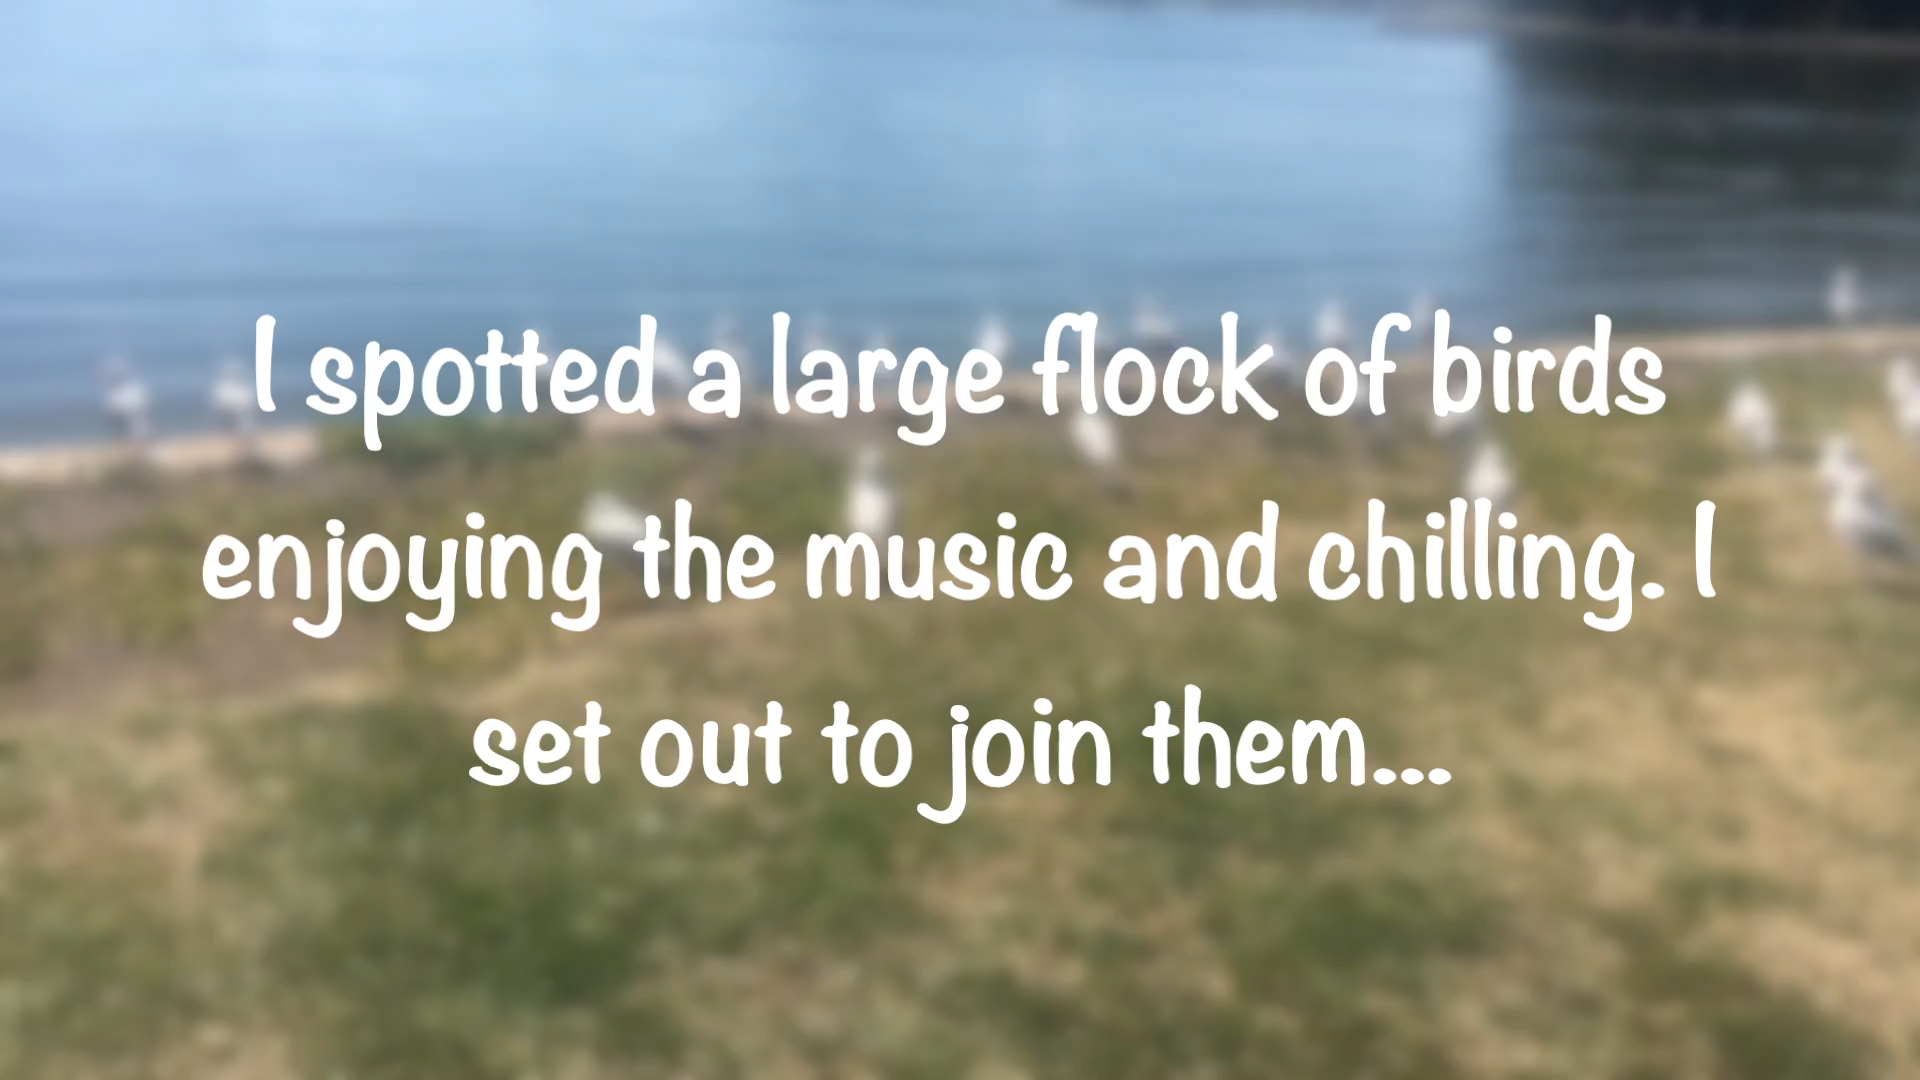 I spotted a large flock of birds
enjoying the music and chilling. I
set out to join them...